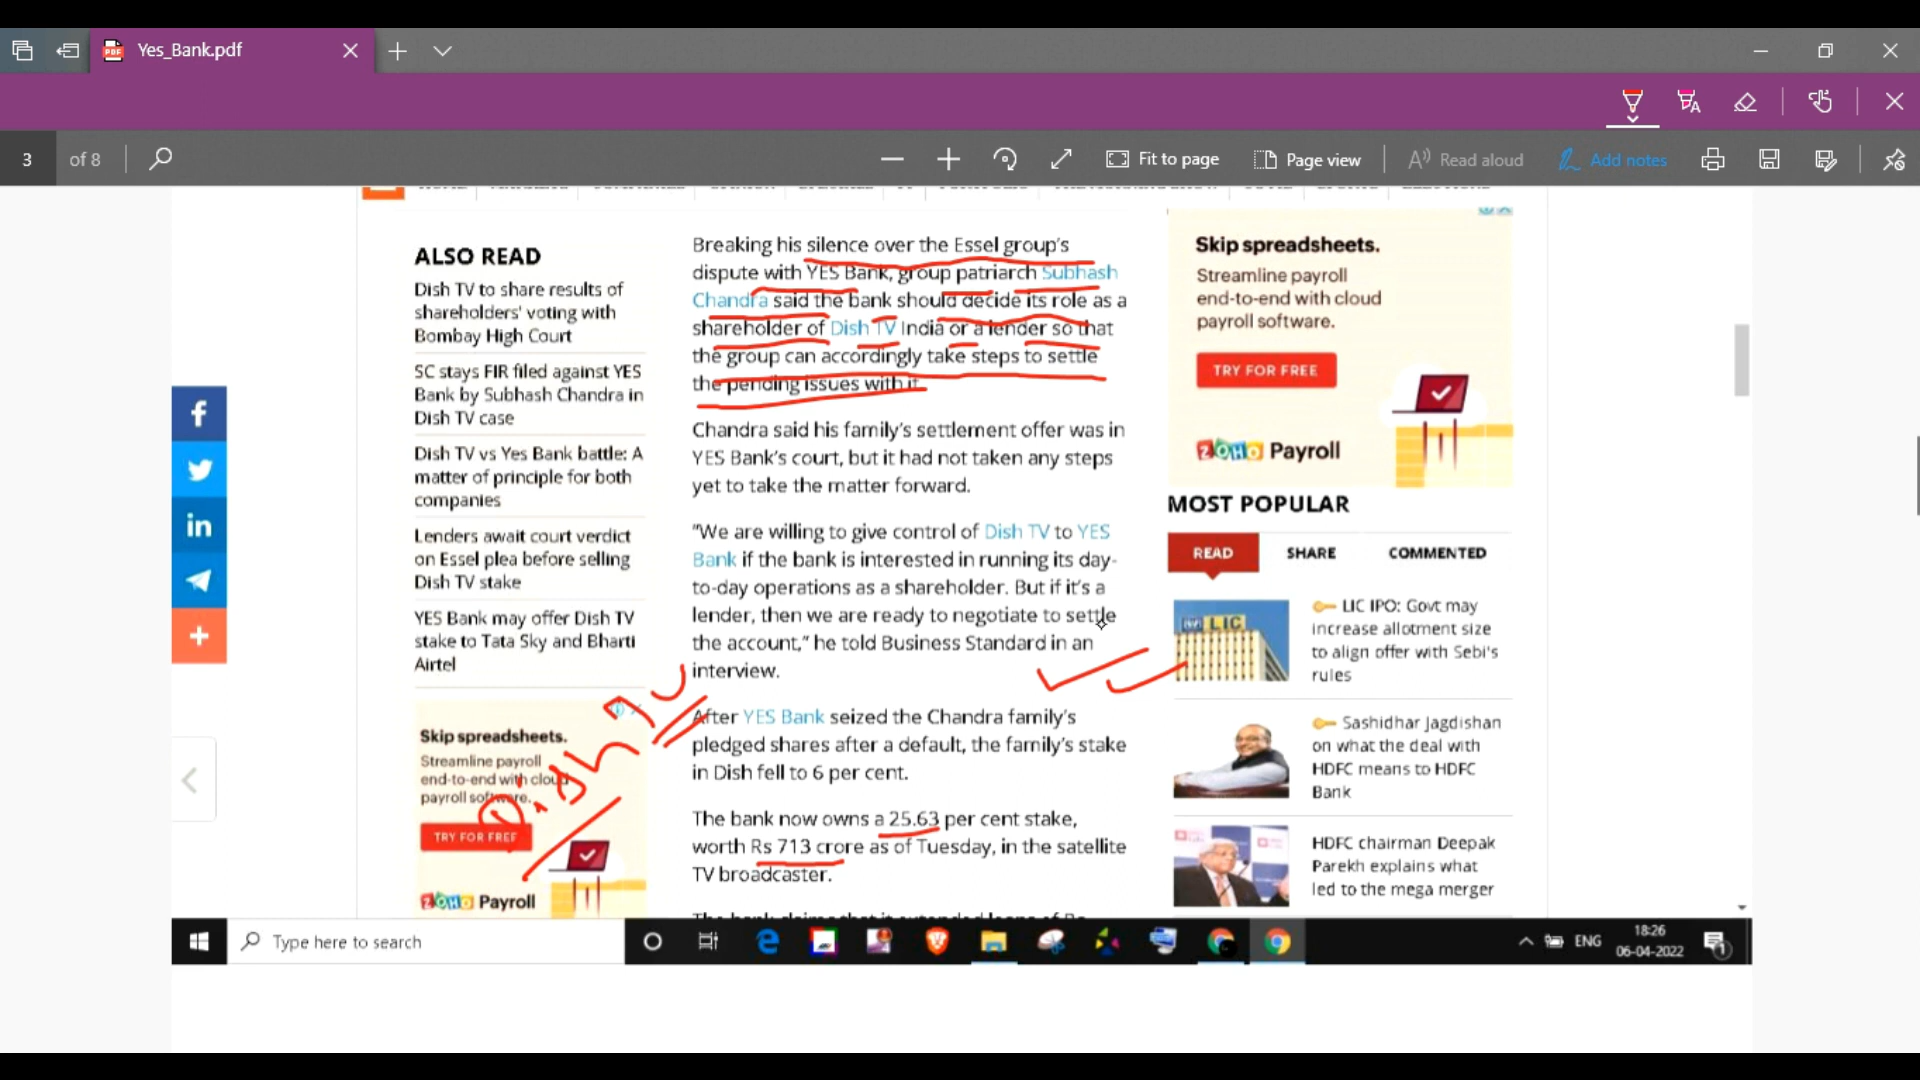 Yes_Bank.pdf
3 of 8
Fit to page
Page view
Read aloud
Add notes
ALSO READ
Dish TV to share results of
shareholders' voting with
Bombay High Court
SC stays FIR filed against YES
Bank by Subhash Chandra in
Dish TV case
Dish TV vs Yes Bank battle: A
matter of principle for both
companies
Lenders await court verdict
on Essel plea before selling
Dish TV stake
YES Bank may offer Dish TV
stake to Tata Sky and Bharti
Airtel
Skip spreadsheets.
Streamline payroll
end-to-end with cloud
payroll software.
TRY FOR FREE
ZOHO Payroll
Dish TV
Breaking his silence over the Essel group's
dispute with YES Bank, group patriarch Subhash
Chandra said the bank should decide its role as a
shareholder of Dish TV India or a lender so that
the group can accordingly take steps to settle
the pending issues with it.
Chandra said his family's settlement offer was in
YES Bank's court, but it had not taken any steps
yet to take the matter forward.
"We are willing to give control of Dish TV to YES
Bank if the bank is interested in running its day-
to-day operations as a shareholder. But if it's a
lender, then we are ready to negotiate to settle
the account," he told Business Standard in an
interview.
After YES Bank seized the Chandra family's
pledged shares after a default, the family's stake
in Dish fell to 6 per cent.
The bank now owns a 25.63 per cent stake,
worth Rs 713 crore as of Tuesday, in the satellite
TV broadcaster.
Skip spreadsheets.
Streamline payroll
end-to-end with cloud
payroll software.
TRY FOR FREE
ZOHO Payroll
MOST POPULAR
READ SHARE COMMENTED
LIC
LIC IPO: Govt may
increase allotment size
to align offer with Sebi's
rules
Sashidhar Jagdishan
on what the deal with
HDFC means to HDFC
Bank
HDFC chairman Deepak
Parekh explains what
led to the mega merger
Type here to search
ENG
18:26
06-04-2022
1